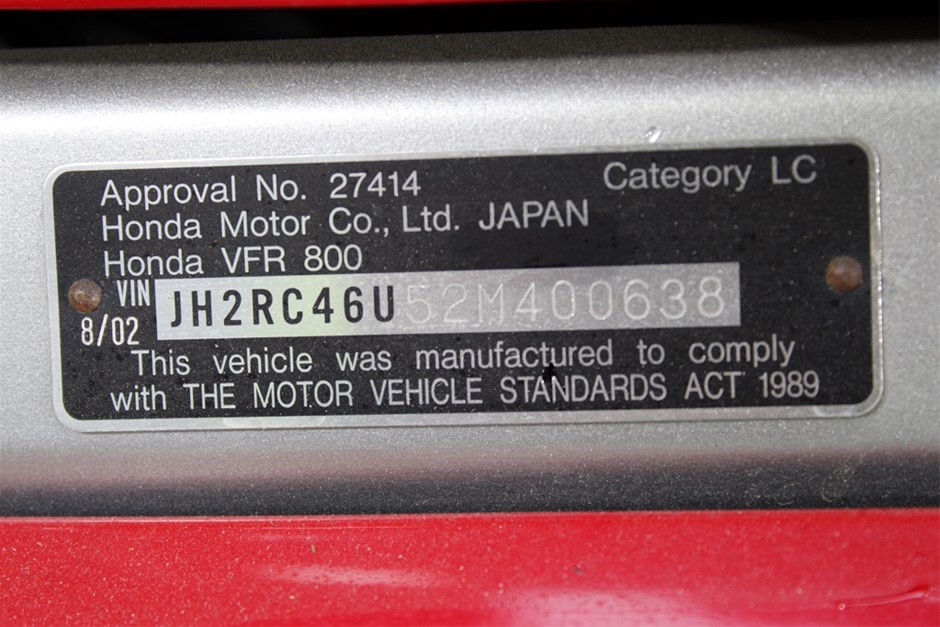 Approval No. 27414 Category LC
Honda Motor Co., Ltd. JAPAN
Honda VFR 800
VIN JH2RC46U52M400638
8/02
This vehicle was manufactured to comply
with THE MOTOR VEHICLE STANDARDS ACT 1989